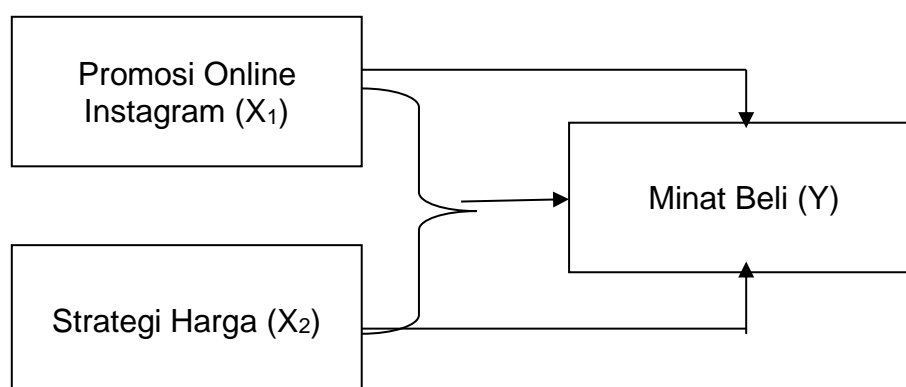 Promosi Online
Instagram (X₁)
Minat Beli (Y)
Strategi Harga (X₂)